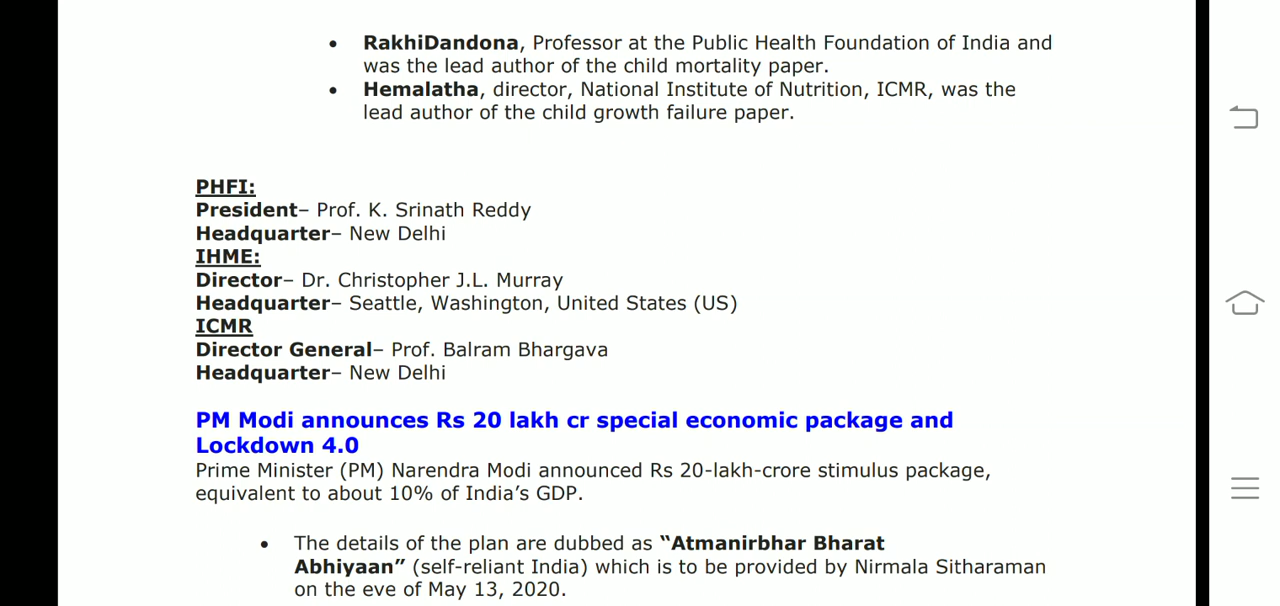 • RakhiDandona, Professor at the Public Health Foundation of India and
was the lead author of the child mortality paper.
• Hemalatha, director, National Institute of Nutrition, ICMR, was the
lead author of the child growth failure paper.
PHFI:
President– Prof. K. Srinath Reddy
Headquarter– New Delhi
IHME:
Director– Dr. Christopher J.L. Murray
Headquarter– Seattle, Washington, United States (US)
ICMR
Director General– Prof. Balram Bhargava
Headquarter– New Delhi
PM Modi announces Rs 20 lakh cr special economic package and
Lockdown 4.0
Prime Minister (PM) Narendra Modi announced Rs 20-lakh-crore stimulus package,
equivalent to about 10% of India’s GDP.
• The details of the plan are dubbed as “Atmanirbhar Bharat
Abhiyaan” (self-reliant India) which is to be provided by Nirmala Sitharaman
on the eve of May 13, 2020.